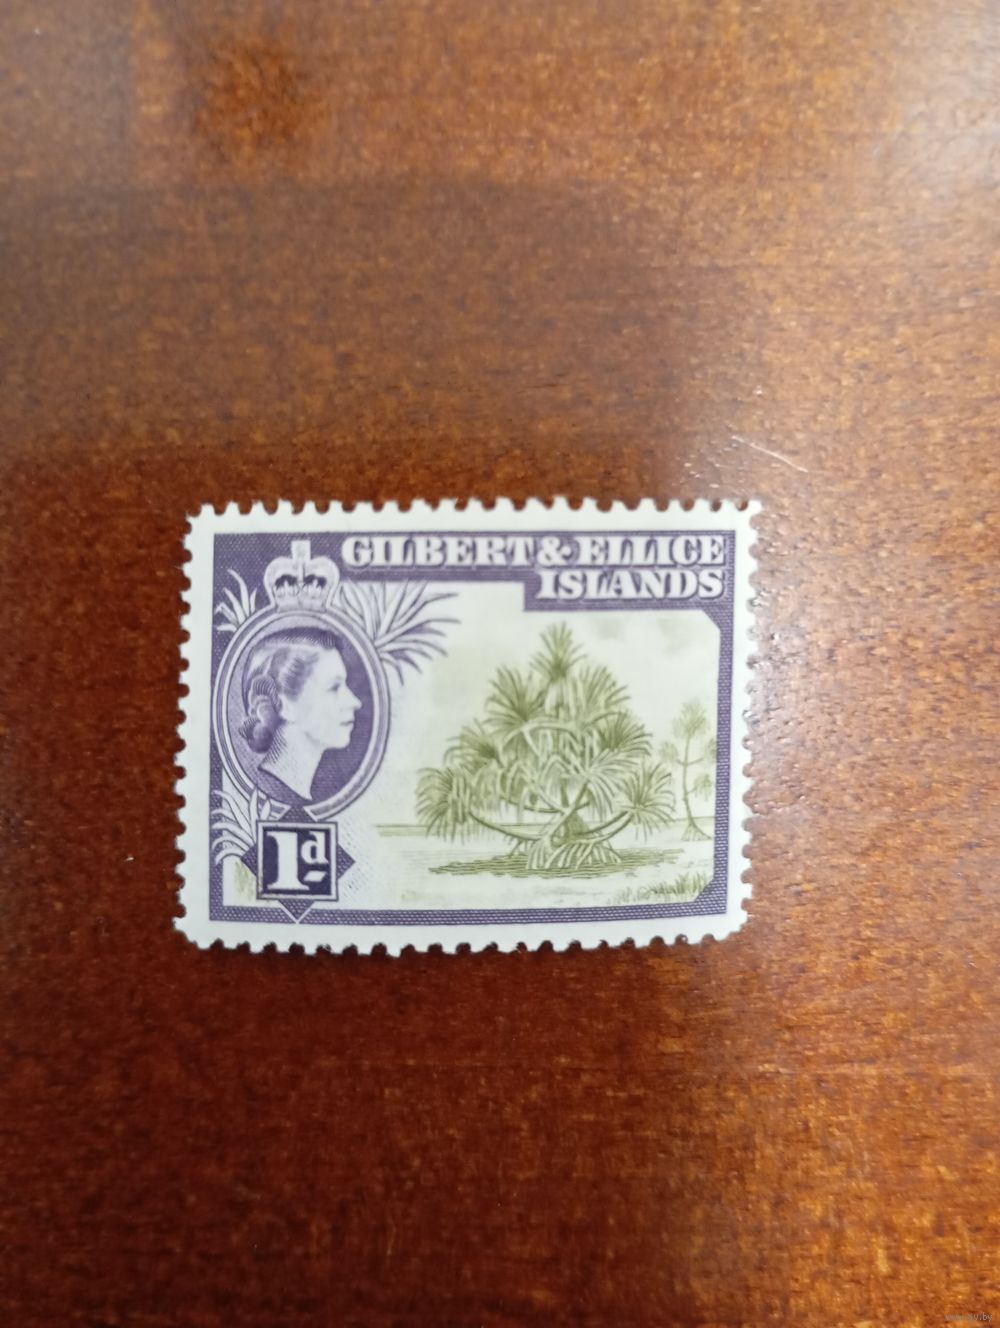 GILBERT & ELLICE
ISLANDS
1d